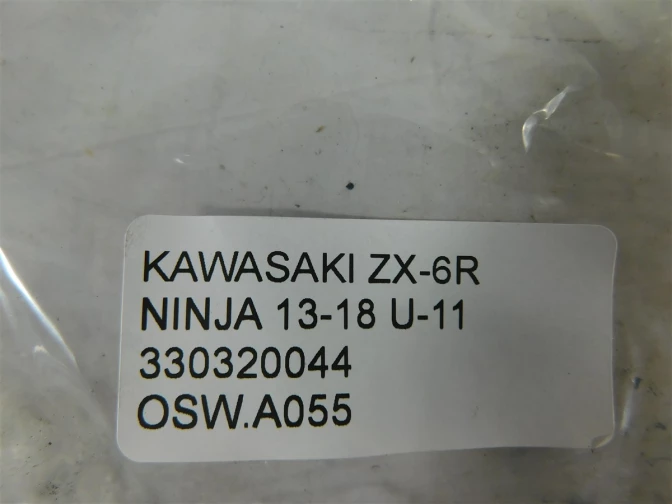 KAWASAKI ZX-6R
NINJA 13-18 U-11
330320044
OSW.A055